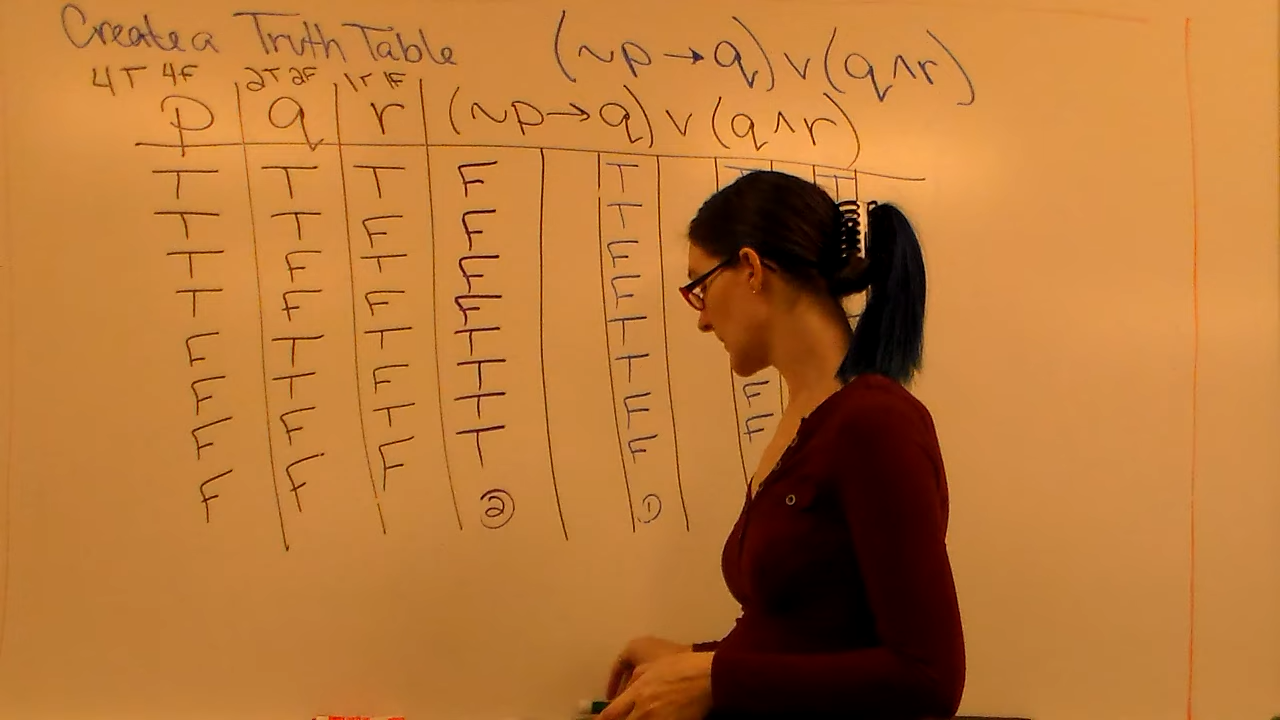 Create a Truth Table (~p→q)∨(q∧r)
4T 4F 2T 2F 1T 1F
p q r (~p→q)∨(q∧r)
T T T F T T
T T F F T
T F T F F
T F F F F
F T T T T
F T F T T
F F T T F F
F F F T F F
② ①